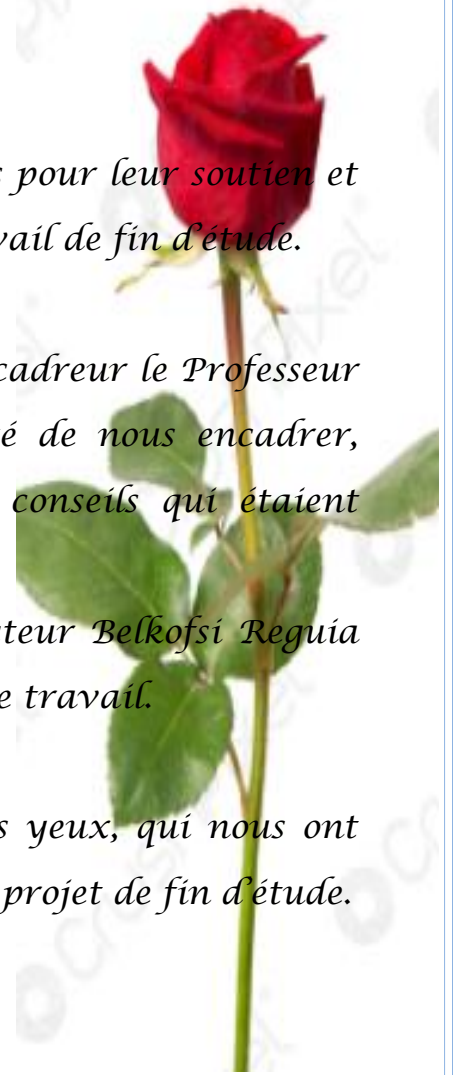 pour leur soutien et
vail de fin d'étude.
cadreur le Professeur
é de nous encadrer,
conseils qui étaient
teur Belkofsi Reguia
e travail.
s yeux, qui nous ont
projet de fin d'étude.